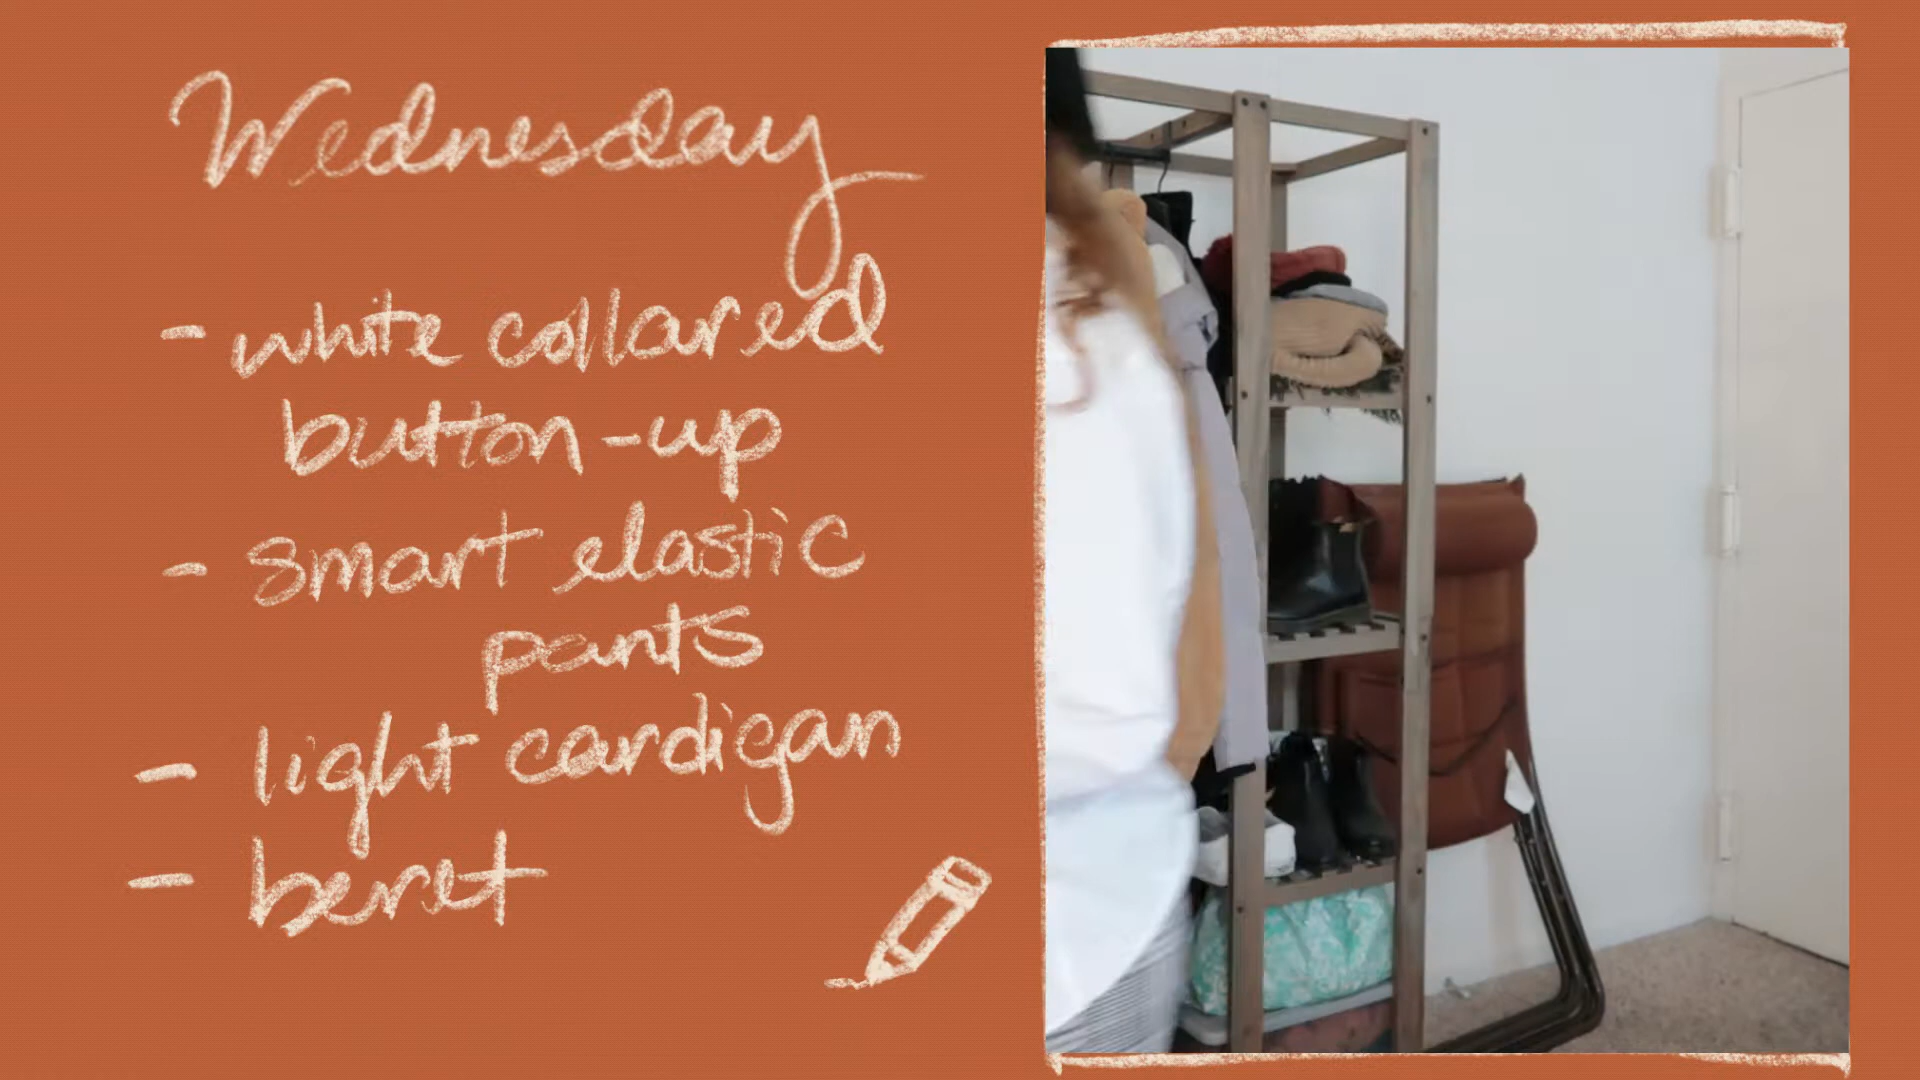 Wednesday
- white collared
button-up
- smart elastic
pants
- light cardigan
- beret